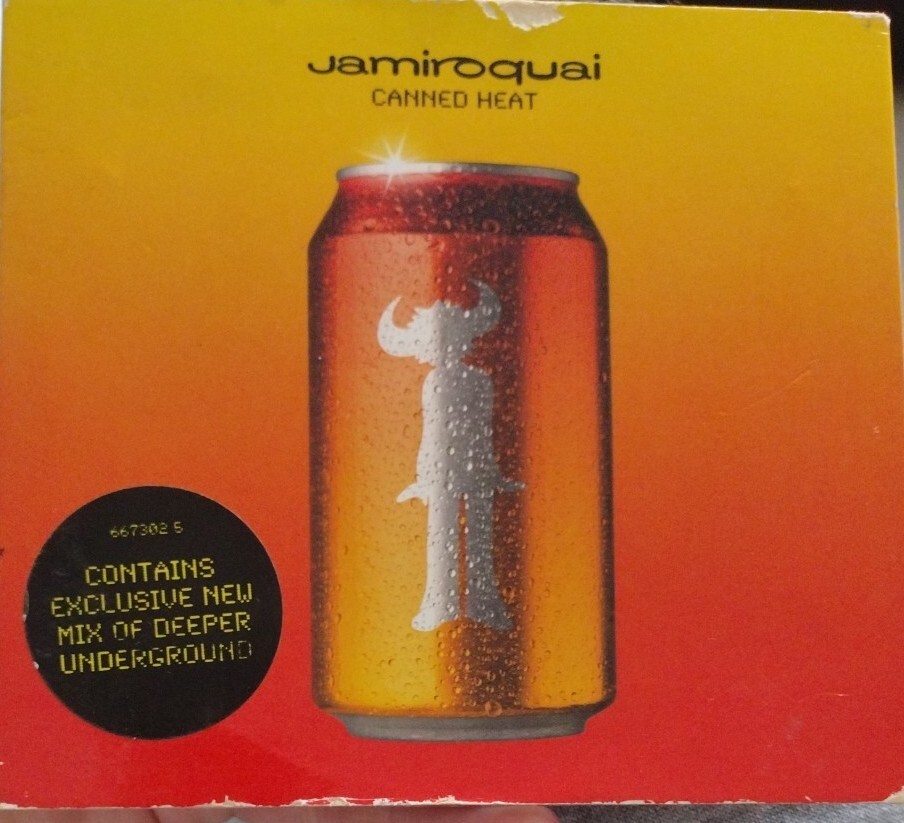 Jamiroquai
CANNED HEAT
667302 5
CONTAINS
EXCLUSIVE NEW
MIX OF DEEPER
UNDERGROUND